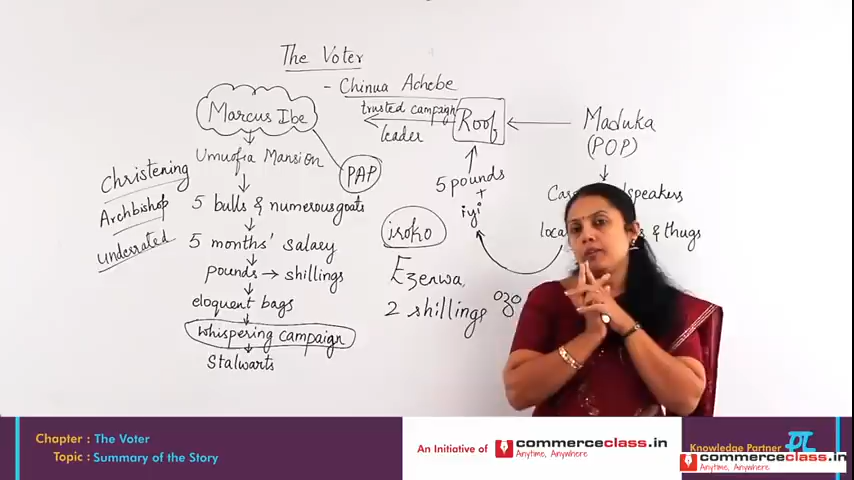 The Voter
- Chinua Achebe
Marcus Ibe
trusted campaign
leader
Roof
Maduka
(POP)
Umuofia Mansion
PAP
Christening
Archbishop
underrated
5 bulls & numerous goats
5 months' salary
pounds → shillings
eloquent bags
whispering campaign
Stalwarts
5 pounds
+
iyi
iroko
Ezenwa,
2 shillings
ozo
speakers
& thugs
Chapter : The Voter
Topic : Summary of the Story
An Initiative of
commerceclass.in
Anytime, Anywhere
Knowledge Partner
commerceclass.in
Anytime, Anywhere